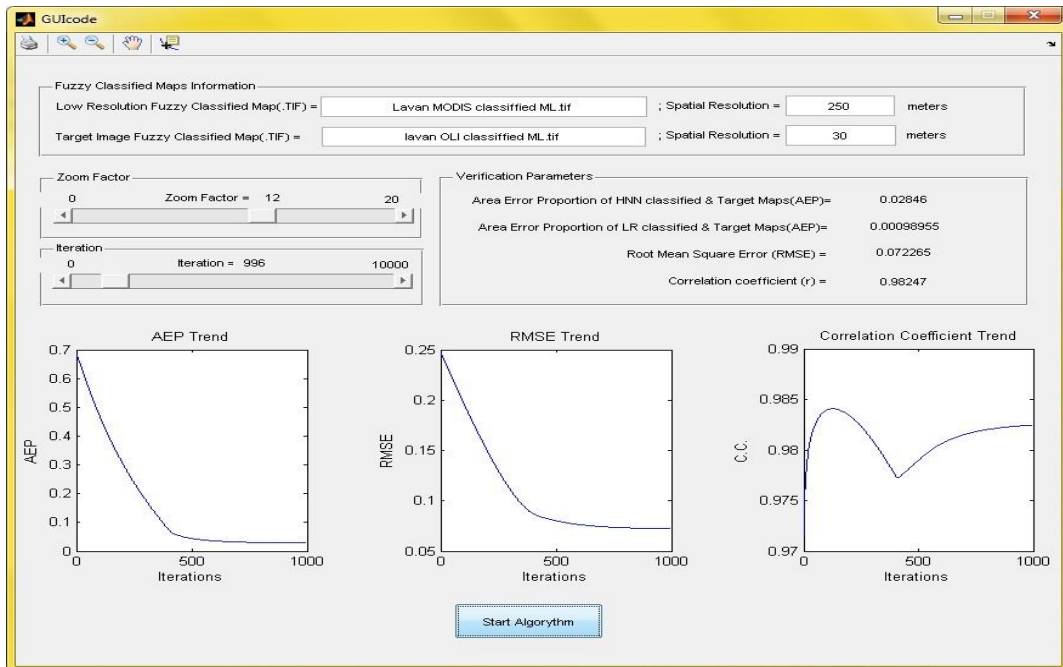 GUIcode
Fuzzy Classified Maps Information
Low Resolution Fuzzy Classified Map(.TIF) = Lavan MODIS classiffied ML.tif ; Spatial Resolution = 250 meters
Target Image Fuzzy Classified Map(.TIF) = lavan OLI classiffied ML.tif ; Spatial Resolution = 30 meters
Zoom Factor
0 Zoom Factor = 12 20
Iteration
0 Iteration = 996 10000
Verification Parameters
Area Error Proportion of HNN classified & Target Maps(AEP)= 0.02846
Area Error Proportion of LR classified & Target Maps(AEP)= 0.00098955
Root Mean Square Error (RMSE) = 0.072265
Correlation coefficient (r) = 0.98247
AEP Trend
0.7
0.6
0.5
0.4
0.3
0.2
0.1
0
AEP
0 500 1000
Iterations
RMSE Trend
0.25
0.2
0.15
0.1
0.05
RMSE
0 500 1000
Iterations
Correlation Coefficient Trend
0.99
0.985
0.98
0.975
0.97
C.C.
0 500 1000
Iterations
Start Algorythm